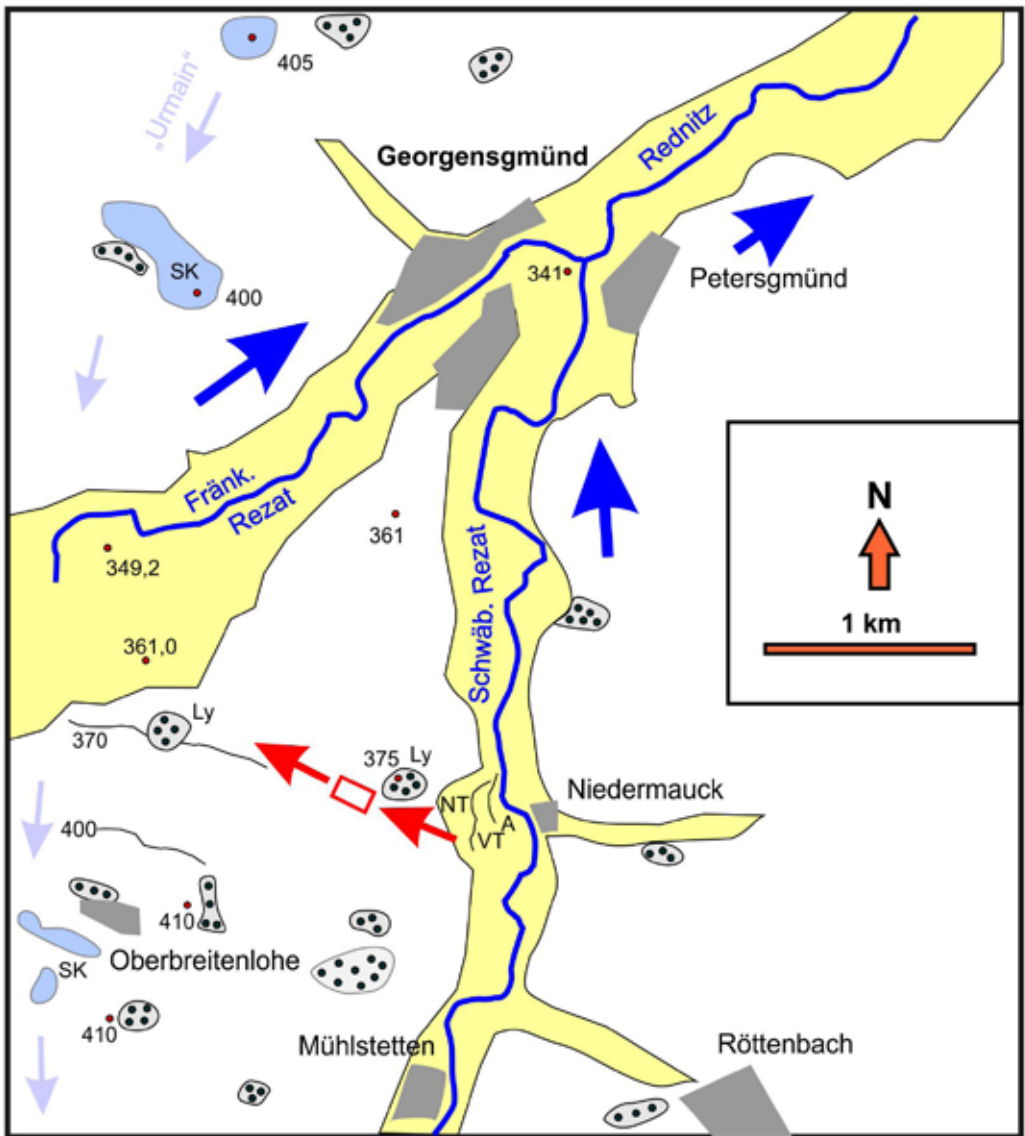 405
„Urmain“
Georgensgmünd
Rednitz
SK
400
341
Petersgmünd
Fränk.
Rezat
349,2
361
361,0
Schwäb. Rezat
N
1 km
Ly
370
375 Ly
NT
A
VT
Niedermauck
400
410
Oberbreitenlohe
SK
410
Mühlstetten
Röttenbach